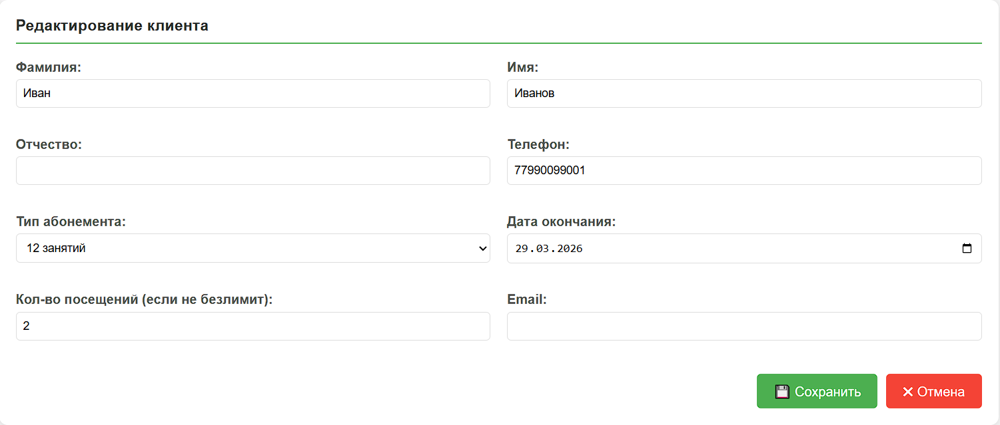 Редактирование клиента
Фамилия: Имя:
Иван Иванов
Отчество: Телефон:
77990099001
Тип абонемента: Дата окончания:
12 занятий 29.03.2026
Кол-во посещений (если не безлимит): Email:
2
Сохранить Отмена